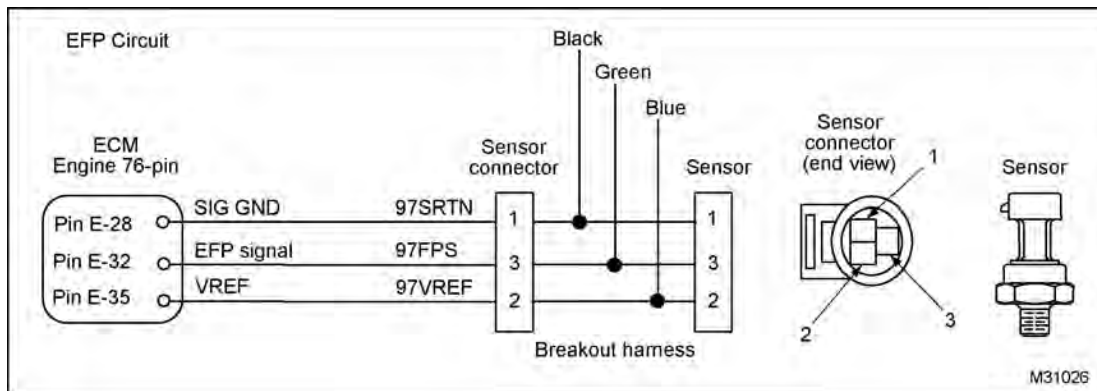 EFP Circuit
Black
Green
Blue
ECM
Engine 76-pin
Sensor
connector
Sensor
Sensor
connector
(end view)
1
Sensor
Pin E-28
SIG GND
97SRTN
1
1
Pin E-32
EFP signal
97FPS
3
3
Pin E-35
VREF
97VREF
2
2
2
3
Breakout harness
M31026